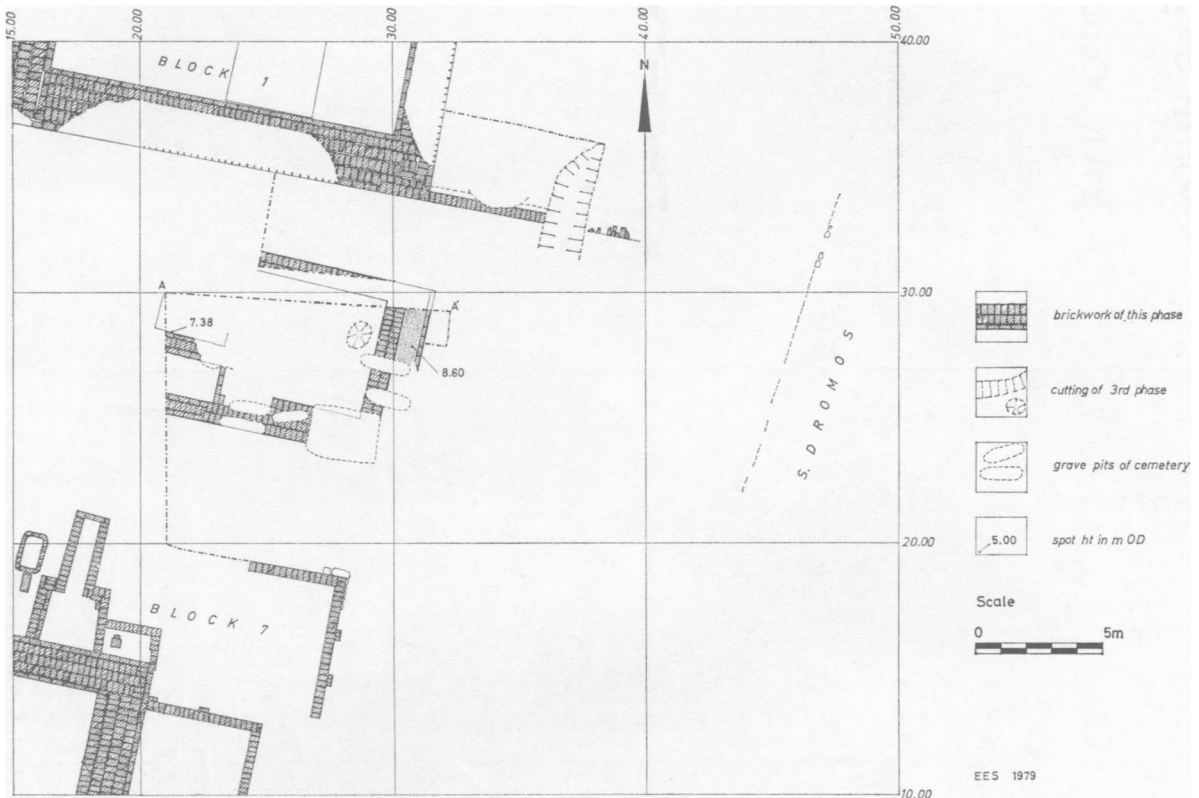 15.00
20.00
30.00
40.00
50.00
40.00
BLOCK 1
N
30.00
A
A'
7.38
8.60
S. DROMOS
brickwork of this phase
cutting of 3rd phase
grave pits of cemetery
5.00 spot ht in m OD
20.00
BLOCK 7
Scale
0 5m
EES 1979
10.00